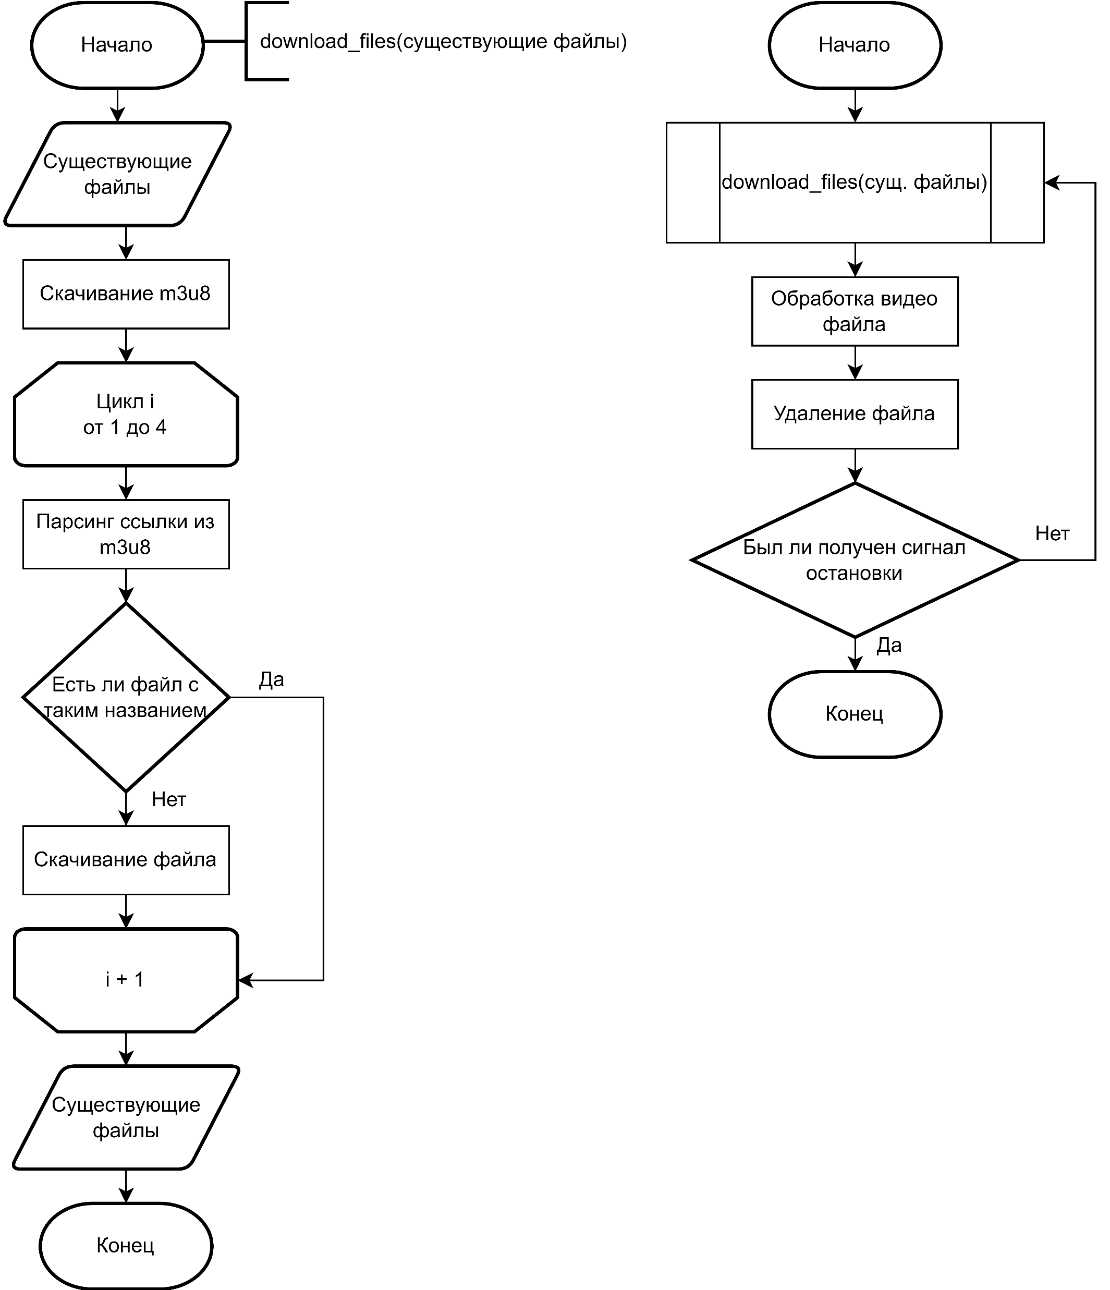 Начало
download_files(существующие файлы)
Существующие
файлы
Скачивание m3u8
Цикл i
от 1 до 4
Парсинг ссылки из
m3u8
Есть ли файл с
таким названием
Да
Нет
Скачивание файла
i + 1
Существующие
файлы
Конец
Начало
download_files(сущ. файлы)
Обработка видео
файла
Удаление файла
Был ли получен сигнал
остановки
Нет
Да
Конец